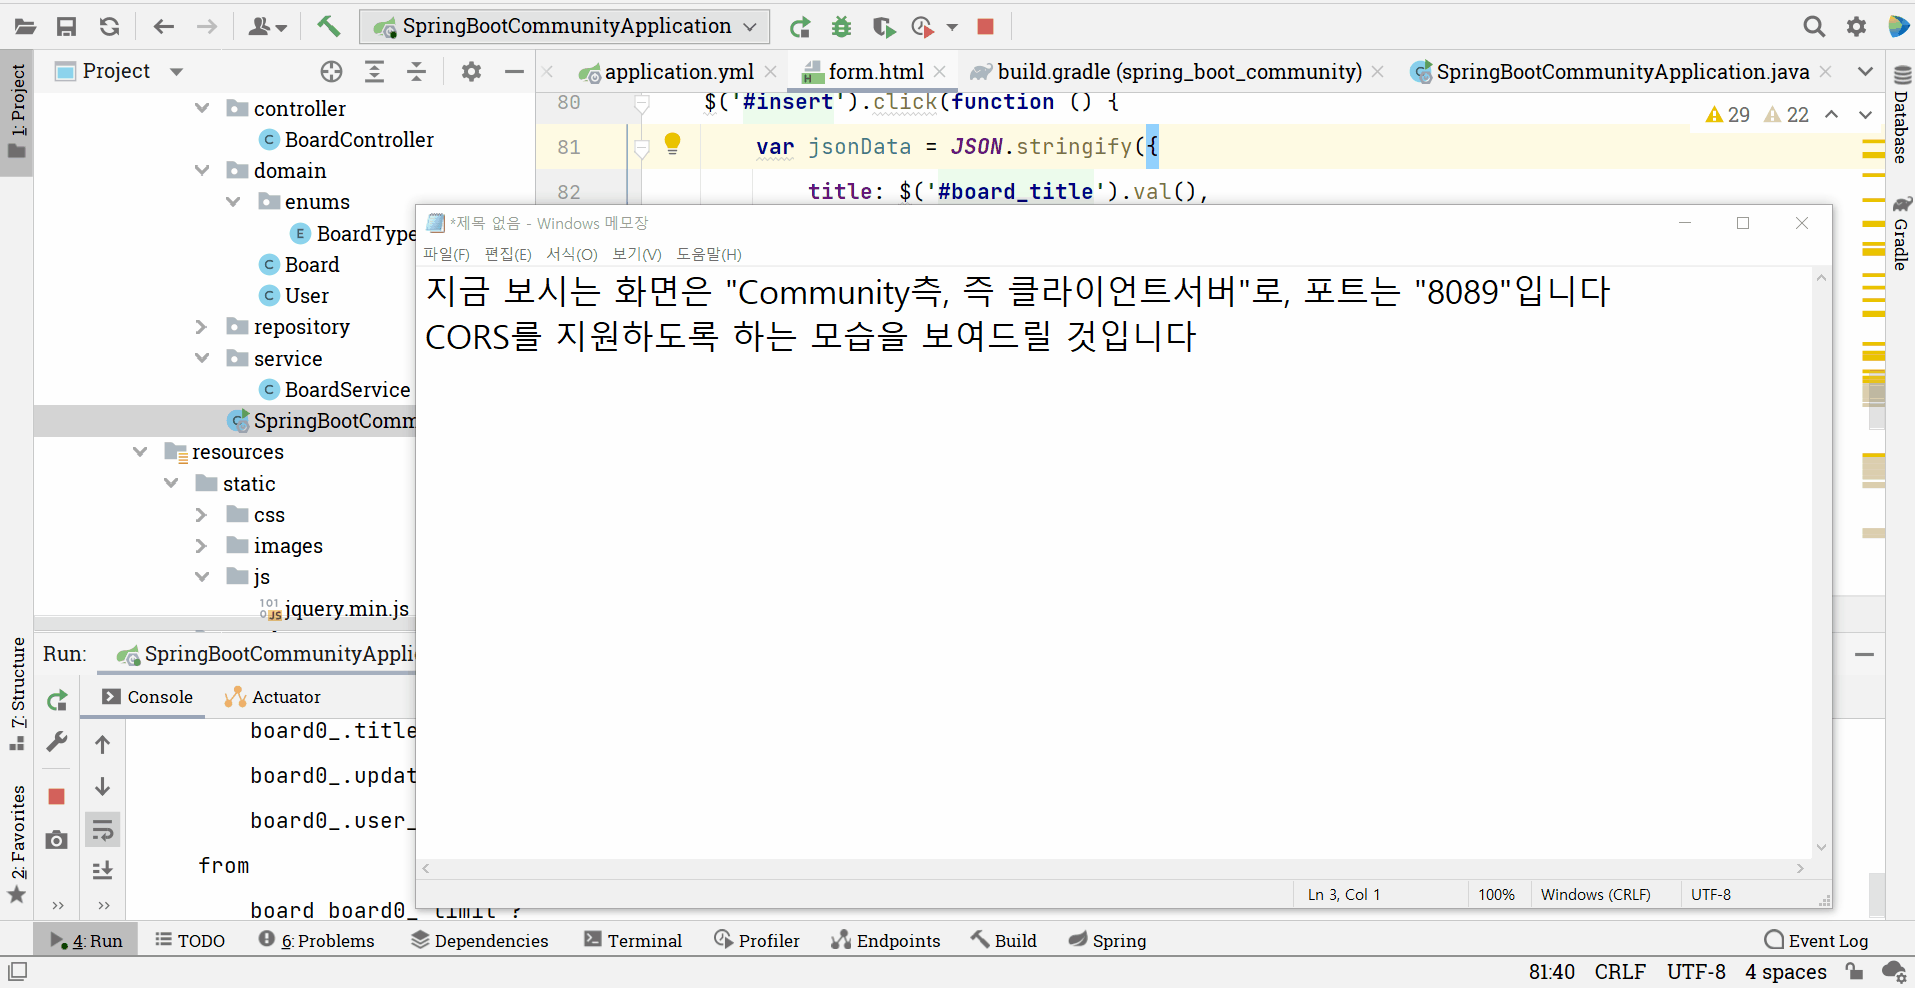 SpringBootCommunityApplication
Project
application.yml
form.html
build.gradle (spring_boot_community)
SpringBootCommunityApplication.java
1: Project
controller
BoardController
domain
enums
BoardType
Board
User
repository
service
BoardService
SpringBootComm
resources
static
css
images
js
101
0 JS
jquery.min.js
80 $('#insert').click(function () {
81 var jsonData = JSON.stringify({
82 title: $('#board_title').val(),
29 22
Database
Gradle
*제목 없음 - Windows 메모장
파일(F) 편집(E) 서식(O) 보기(V) 도움말(H)
지금 보시는 화면은 "Community측, 즉 클라이언트서버"로, 포트는 "8089"입니다
CORS를 지원하도록 하는 모습을 보여드릴 것입니다
Ln 3, Col 1 100% Windows (CRLF) UTF-8
7: Structure
2: Favorites
Run: SpringBootCommunityAppli
Console Actuator
board0_.title
board0_.updat
board0_.user_
from
board board0_ limit ?
4: Run TODO 6: Problems Dependencies Terminal Profiler Endpoints Build Spring Event Log
81:40 CRLF UTF-8 4 spaces